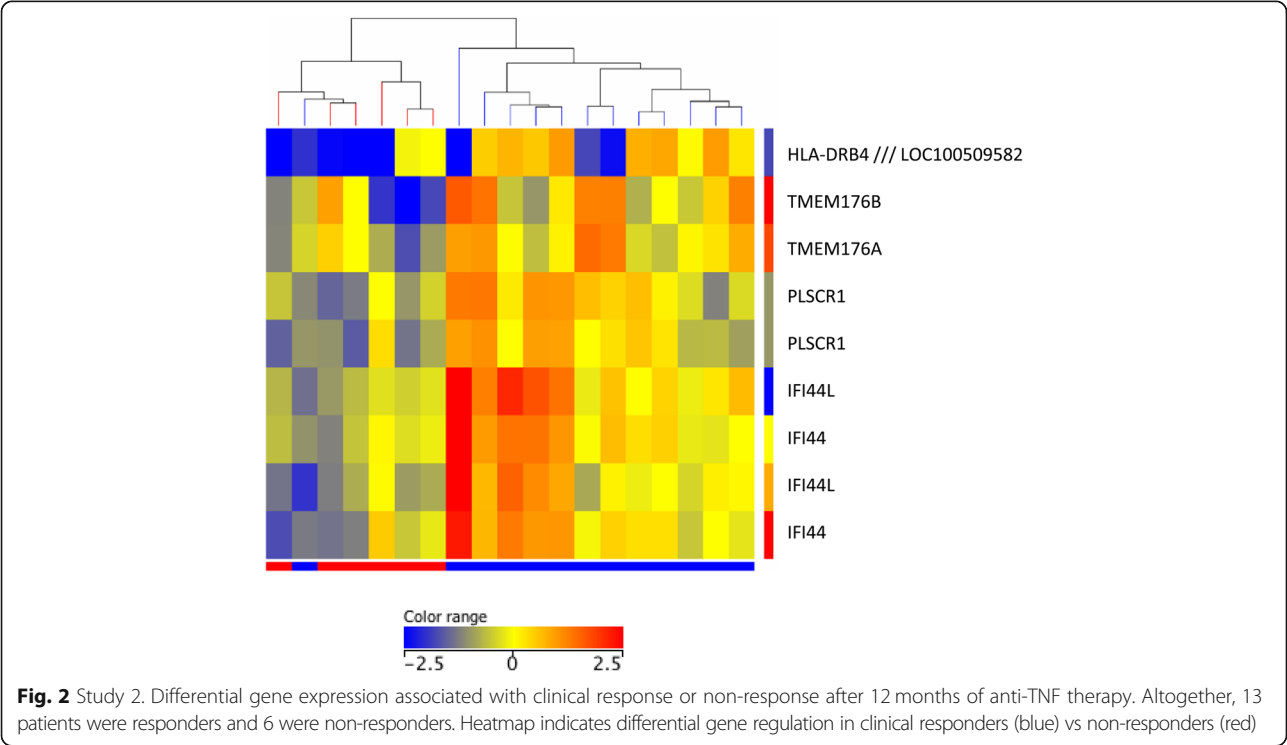 HLA-DRB4 /// LOC100509582
TMEM176B
TMEM176A
PLSCR1
PLSCR1
IFI44L
IFI44
IFI44L
IFI44
Color range
−2.5 0 2.5
Fig. 2 Study 2. Differential gene expression associated with clinical response or non-response after 12 months of anti-TNF therapy. Altogether, 13
patients were responders and 6 were non-responders. Heatmap indicates differential gene regulation in clinical responders (blue) vs non-responders (red)